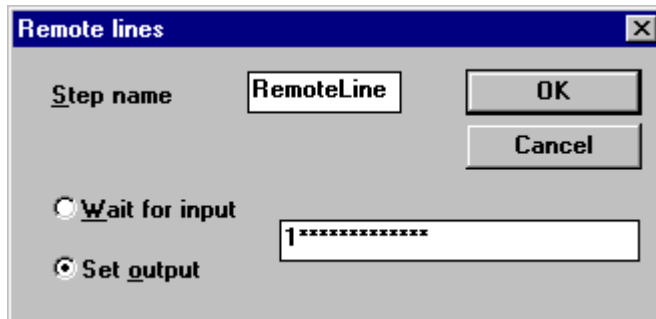 Remote lines
Step name RemoteLine OK
Cancel
Wait for input
1*************
Set output